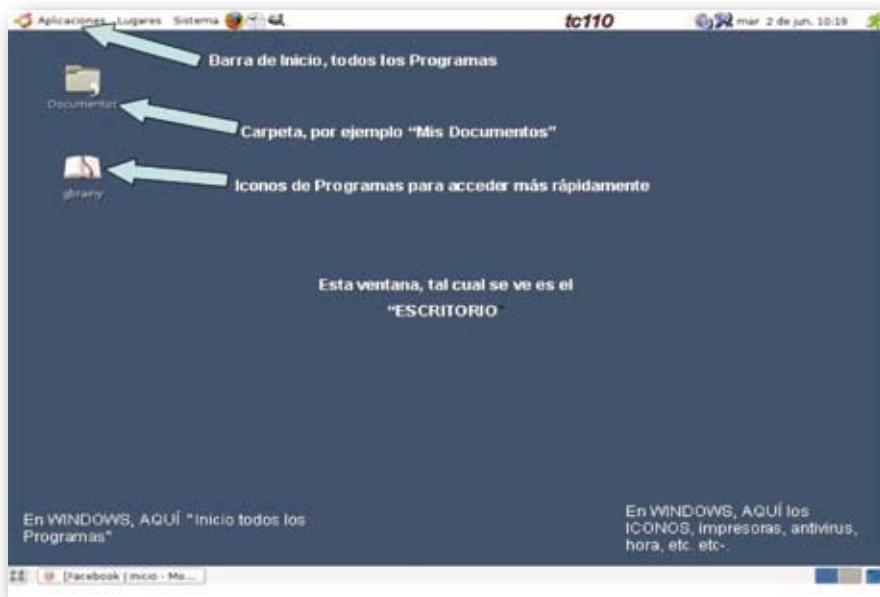 Aplicaciones Lugares Sistema
tc110
mar 2 de jun, 10:19
Barra de Inicio, todos los Programas
Documentos
Carpeta, por ejemplo “Mis Documentos”
Iconos de Programas para acceder más rápidamente
gbrainy
Esta ventana, tal cual se ve es el
“ESCRITORIO”
En WINDOWS, AQUÍ "Inicio todos los
Programas"
En WINDOWS, AQUÍ los
ICONOS, impresoras, antivirus,
hora, etc. etc-.
[Facebook | Inicio - Mo...